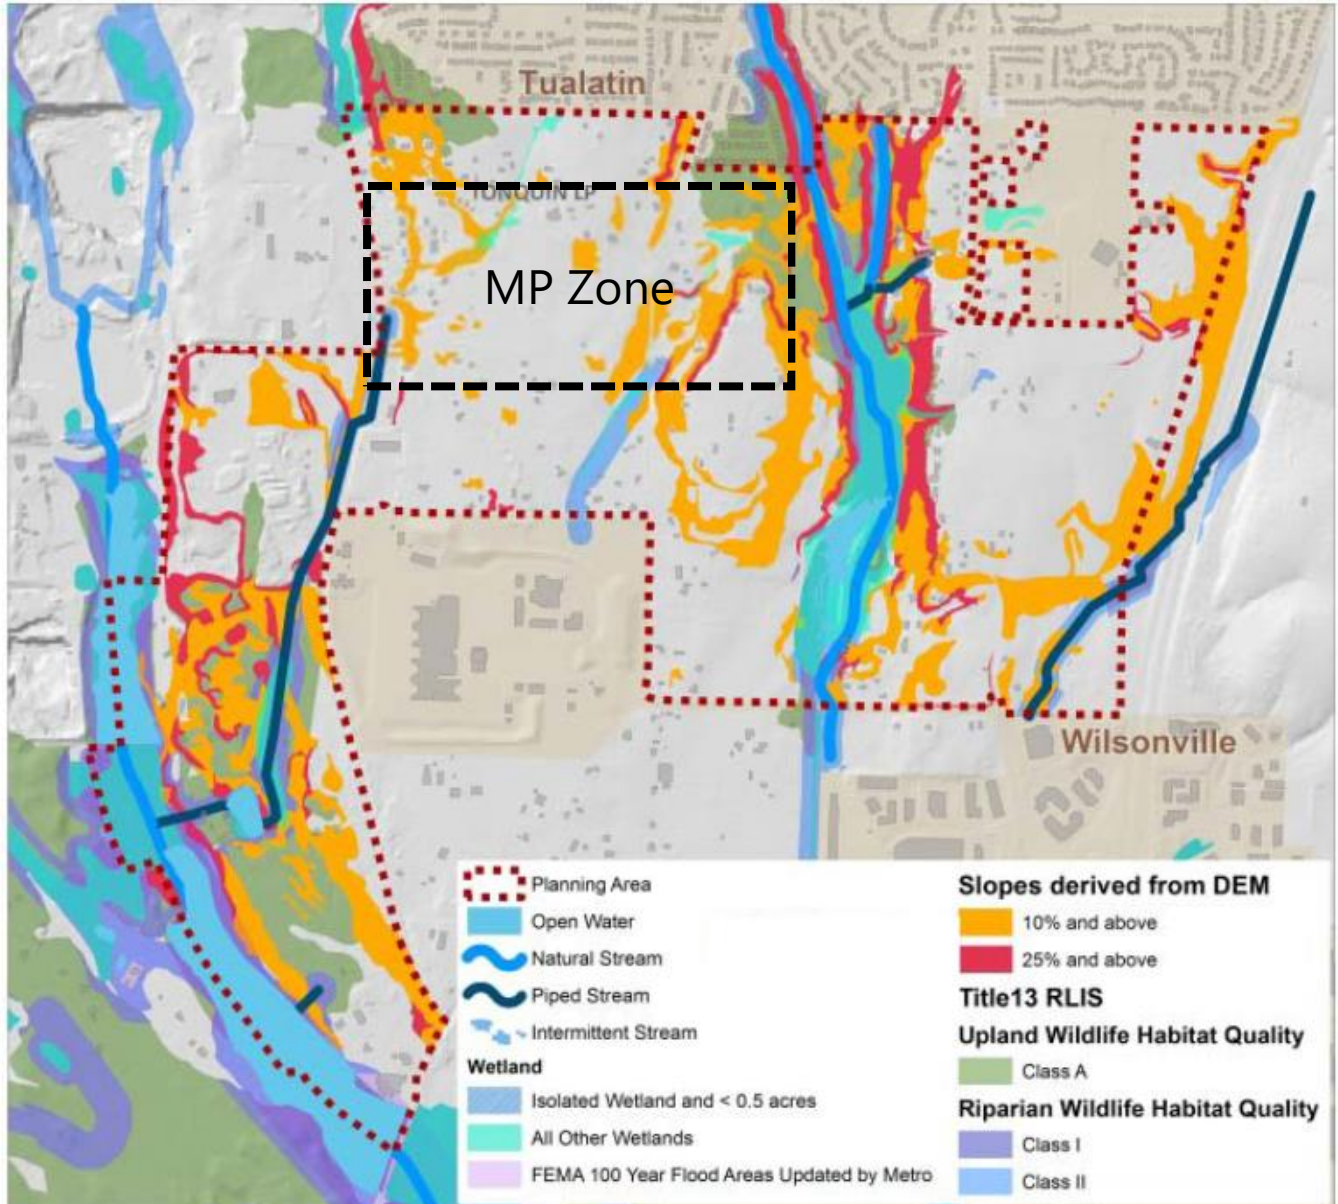 Tualatin
TONQUIN LP
MP Zone
Wilsonville
Planning Area
Open Water
Natural Stream
Piped Stream
Intermittent Stream
Wetland
Isolated Wetland and < 0.5 acres
All Other Wetlands
FEMA 100 Year Flood Areas Updated by Metro
Slopes derived from DEM
10% and above
25% and above
Title13 RLIS
Upland Wildlife Habitat Quality
Class A
Riparian Wildlife Habitat Quality
Class I
Class II